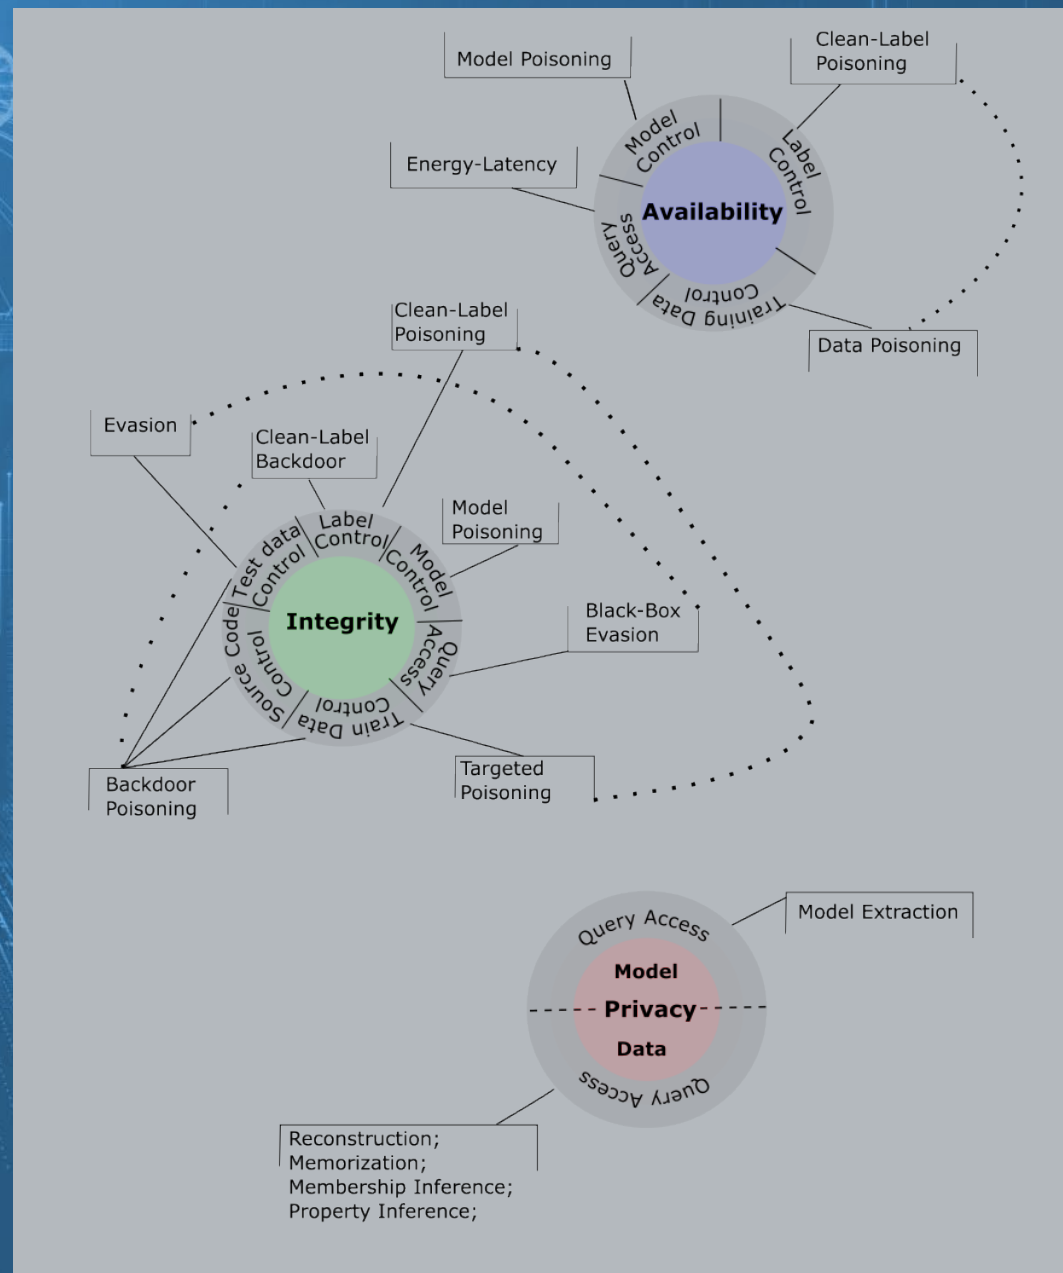 Model Poisoning
Clean-Label
Poisoning
Energy-Latency
Model
Control
Label
Control
Availability
Query
Access
Training Data
Control
Data Poisoning
Clean-Label
Poisoning
Evasion
Clean-Label
Backdoor
Model
Poisoning
Test data
Control
Label
Control
Model
Control
Integrity
Black-Box
Evasion
Query
Access
Source Code
Control
Train Data
Control
Backdoor
Poisoning
Targeted
Poisoning
Query Access
Model Extraction
Model
Privacy
Data
Query Access
Reconstruction;
Memorization;
Membership Inference;
Property Inference;